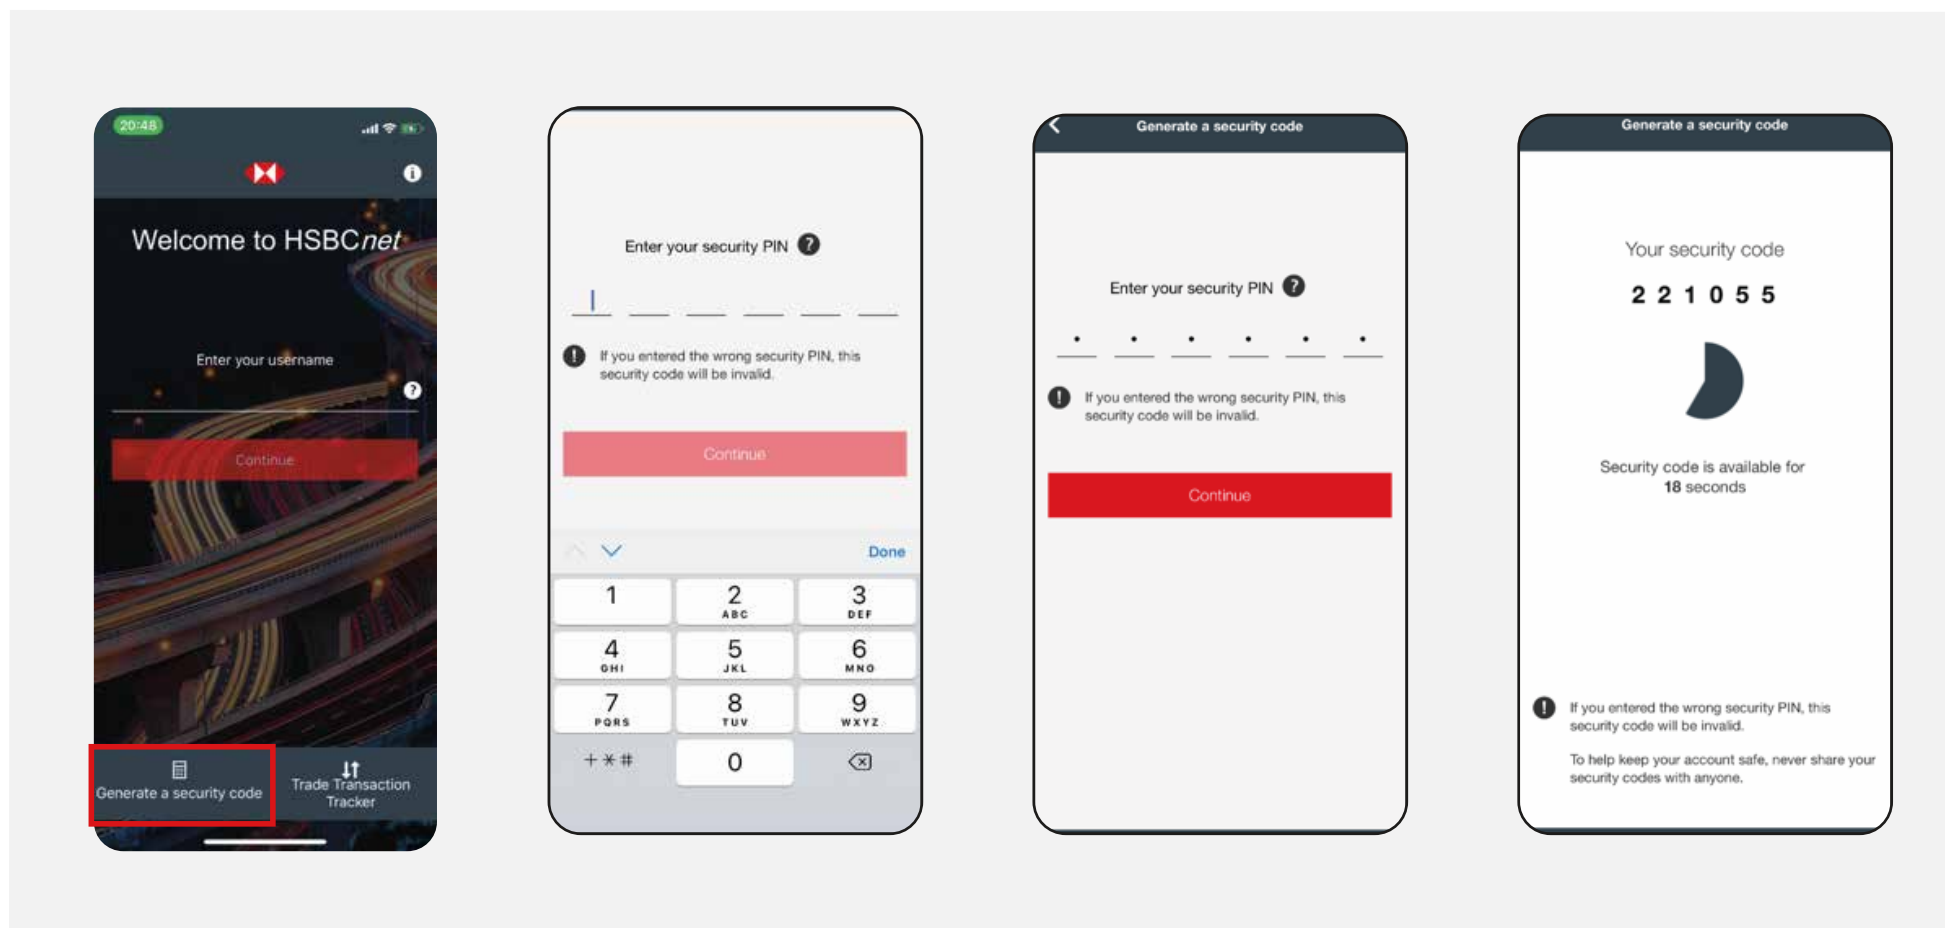 20:48
Welcome to HSBCnet
Enter your username
?
Continue
Generate a security code
Trade Transaction
Tracker
Enter your security PIN ?
! If you entered the wrong security PIN, this
security code will be invalid.
Continue
Done
1
2
ABC
3
DEF
4
GHI
5
JKL
6
MNO
7
PQRS
8
TUV
9
WXYZ
+*#
0
Generate a security code
Enter your security PIN ?
! If you entered the wrong security PIN, this
security code will be invalid.
Continue
Generate a security code
Your security code
2 2 1 0 5 5
Security code is available for
18 seconds
! If you entered the wrong security PIN, this
security code will be invalid.
To help keep your account safe, never share your
security codes with anyone.